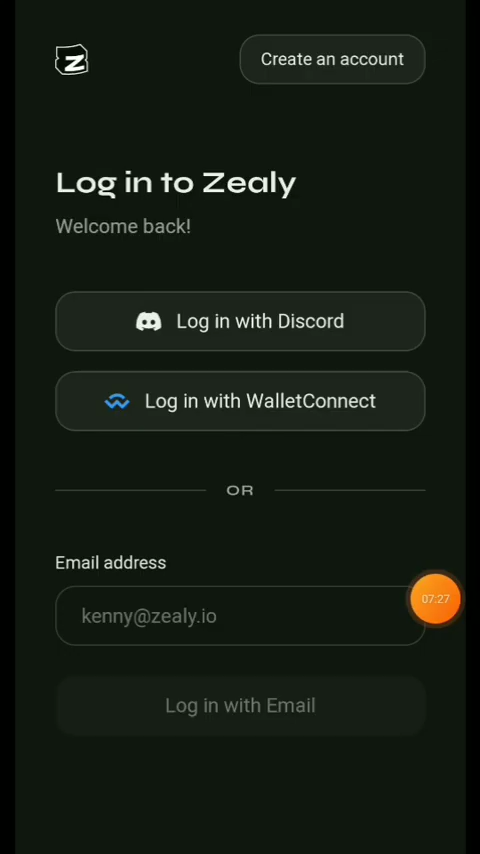 Z
Create an account
Log in to Zealy
Welcome back!
Log in with Discord
Log in with WalletConnect
OR
Email address
kenny@zealy.io
07:27
Log in with Email